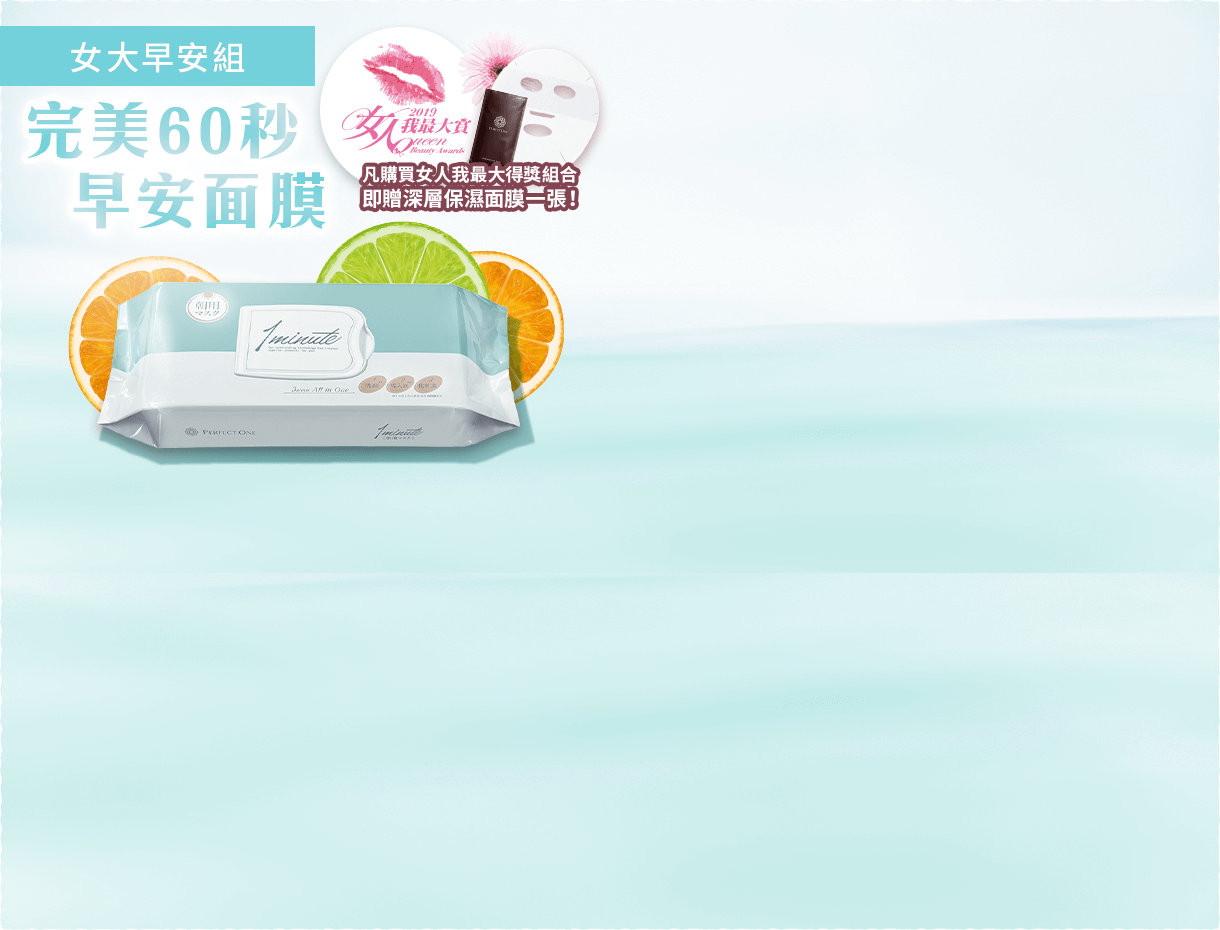 女大早安組
完美60秒
早安面膜
2019
女人我最大賞
Queen
Beauty Awards
凡購買女人我最大得獎組合
即贈深層保濕面膜一張！
朝用
マスク
1minute
Seven All in One
PERFECT ONE
1minute